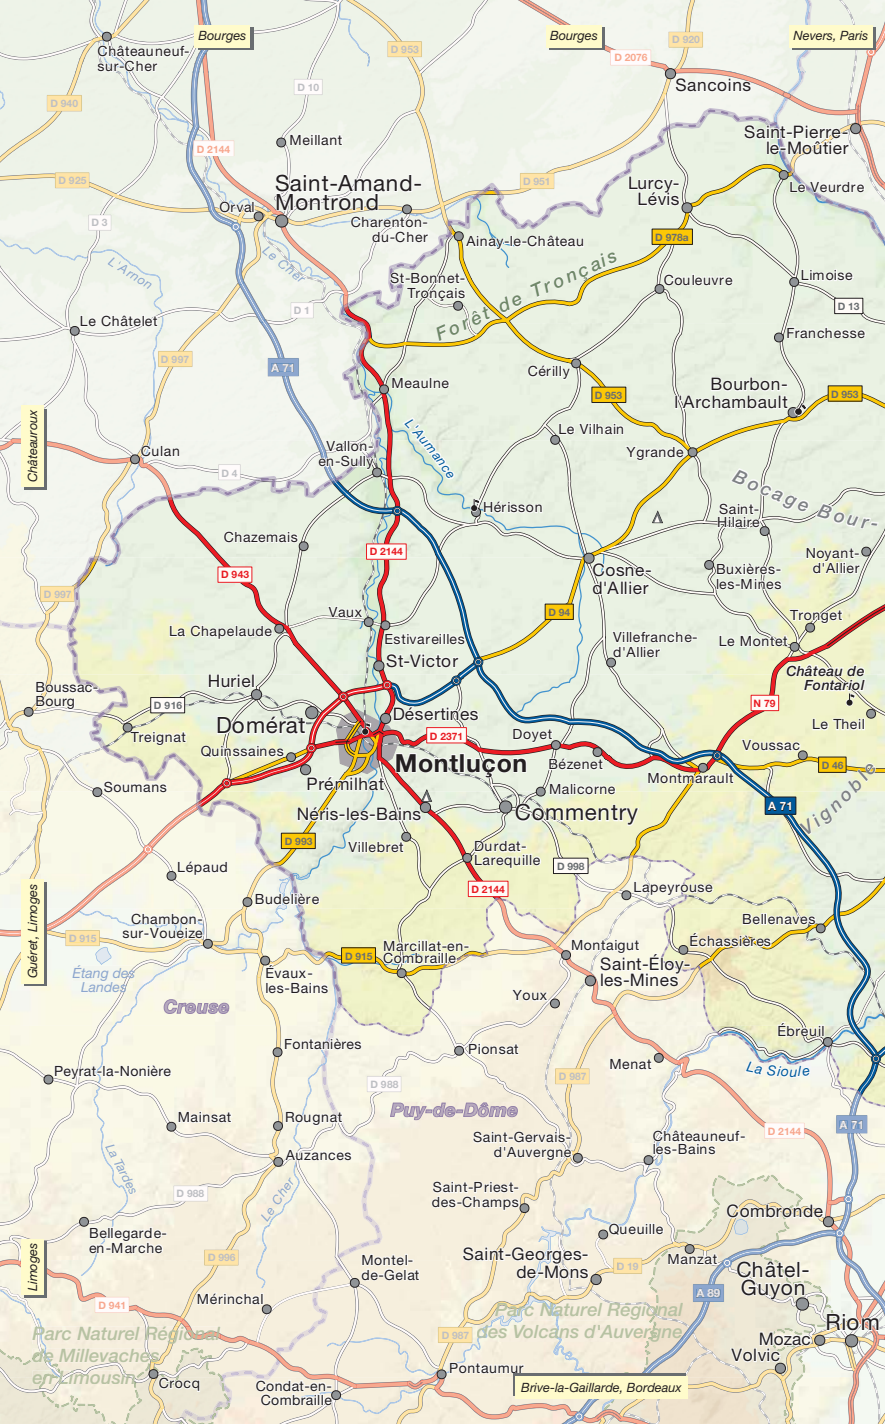 Bourges
Bourges
Nevers, Paris
Châteauneuf-
sur-Cher
D 953
D 920
D 2076
Sancoins
D 10
D 940
Meillant
D 2144
Saint-Pierre-
le-Moûtier
D 925
Saint-Amand-
Montrond
D 951
Lurcy-
Lévis
Le Veurdre
Orval
Charenton-
du-Cher
D 3
Ainay-le-Château
D 978a
Le Cher
L'Arnon
St-Bonnet-
Tronçais
Forêt de Tronçais
Couleuvre
Limoise
D 13
D 1
Le Châtelet
Franchesse
D 997
A 71
Cérilly
Meaulne
Bourbon-
l'Archambault
D 953
D 953
Châteauroux
L'Aumance
Le Vilhain
Culan
Vallon-
en-Sully
Ygrande
D 4
Bocage Bour-
Hérisson
Saint-
Hilaire
Chazemais
D 2144
Noyant-
d'Allier
D 943
Cosne-
d'Allier
Buxières-
les-Mines
D 997
D 94
Vaux
Tronget
La Chapelaude
Estivareilles
Villefranche-
d'Allier
Le Montet
St-Victor
Château de
Fontariol
Huriel
Boussac-
Bourg
D 916
N 79
Domérat
Désertines
Le Theil
Treignat
D 2371
Doyet
Quinssaines
Voussac
Montluçon
Bézenet
D 46
Prémilhat
Montmarault
Soumans
Malicorne
A 71
Néris-les-Bains
Commentry
Vignoble
D 993
Villebret
Durdat-
Larequille
D 998
Lépaud
D 2144
Lapeyrouse
Budelière
Guéret, Limoges
Chambon-
sur-Voueize
Bellenaves
D 915
D 915
Marcillat-en-
Combraille
Montaigut
Échassières
Étang des
Landes
Évaux-
les-Bains
Saint-Éloy-
les-Mines
Creuse
Youx
Ébreuil
Fontanières
Pionsat
Menat
La Sioule
Peyrat-la-Nonière
D 987
D 988
Puy-de-Dôme
Mainsat
Rougnat
A 71
D 2144
Saint-Gervais-
d'Auvergne
Châteauneuf-
les-Bains
Auzances
La Tardes
D 988
Le Cher
Saint-Priest-
des-Champs
Combronde
Bellegarde-
en-Marche
Queuille
Limoges
D 996
Saint-Georges-
de-Mons
Manzat
Montel-
de-Gelat
D 19
Châtel-
Guyon
A 89
Mérinchal
D 941
Parc Naturel Régional
des Volcans d'Auvergne
Riom
Parc Naturel Régional
de Millevaches
en Limousin
D 987
Mozac
Volvic
Pontaumur
Crocq
Condat-en-
Combraille
Brive-la-Gaillarde, Bordeaux